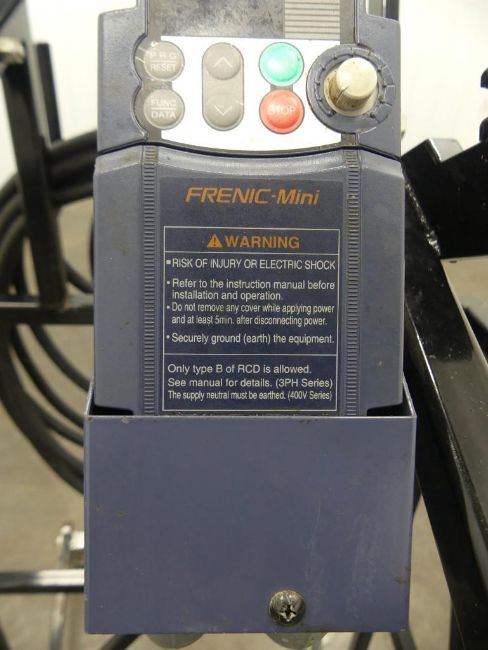 PRG
RESET
FUNC
DATA
STOP
FRENIC-Mini
WARNING
RISK OF INJURY OR ELECTRIC SHOCK
• Refer to the instruction manual before
installation and operation.
• Do not remove any cover while applying power
and at least 5min. after disconnecting power.
• Securely ground (earth) the equipment.
Only type B of RCD is allowed.
See manual for details. (3PH Series)
The supply neutral must be earthed. (400V Series)